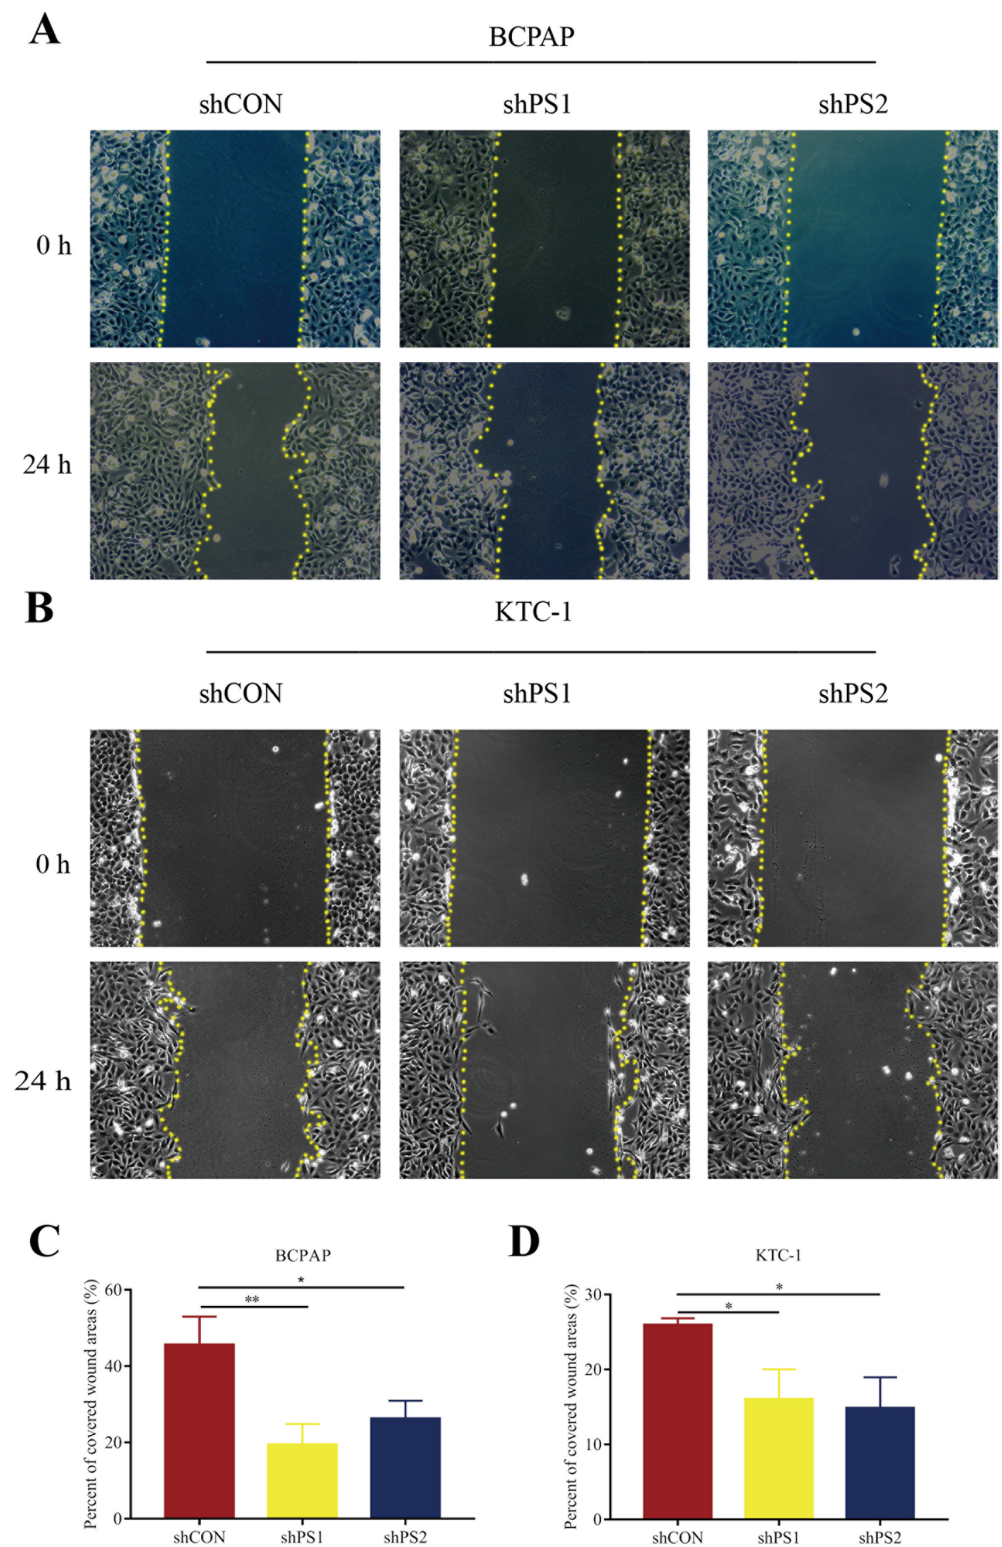 A
BCPAP
shCON shPS1 shPS2
0 h
24 h
B
KTC-1
shCON shPS1 shPS2
0 h
24 h
C
BCPAP
Percent of covered wound areas (%)
60
40
20
0
*
**
shCON shPS1 shPS2
D
KTC-1
Percent of covered wound areas (%)
30
20
10
0
*
*
shCON shPS1 shPS2